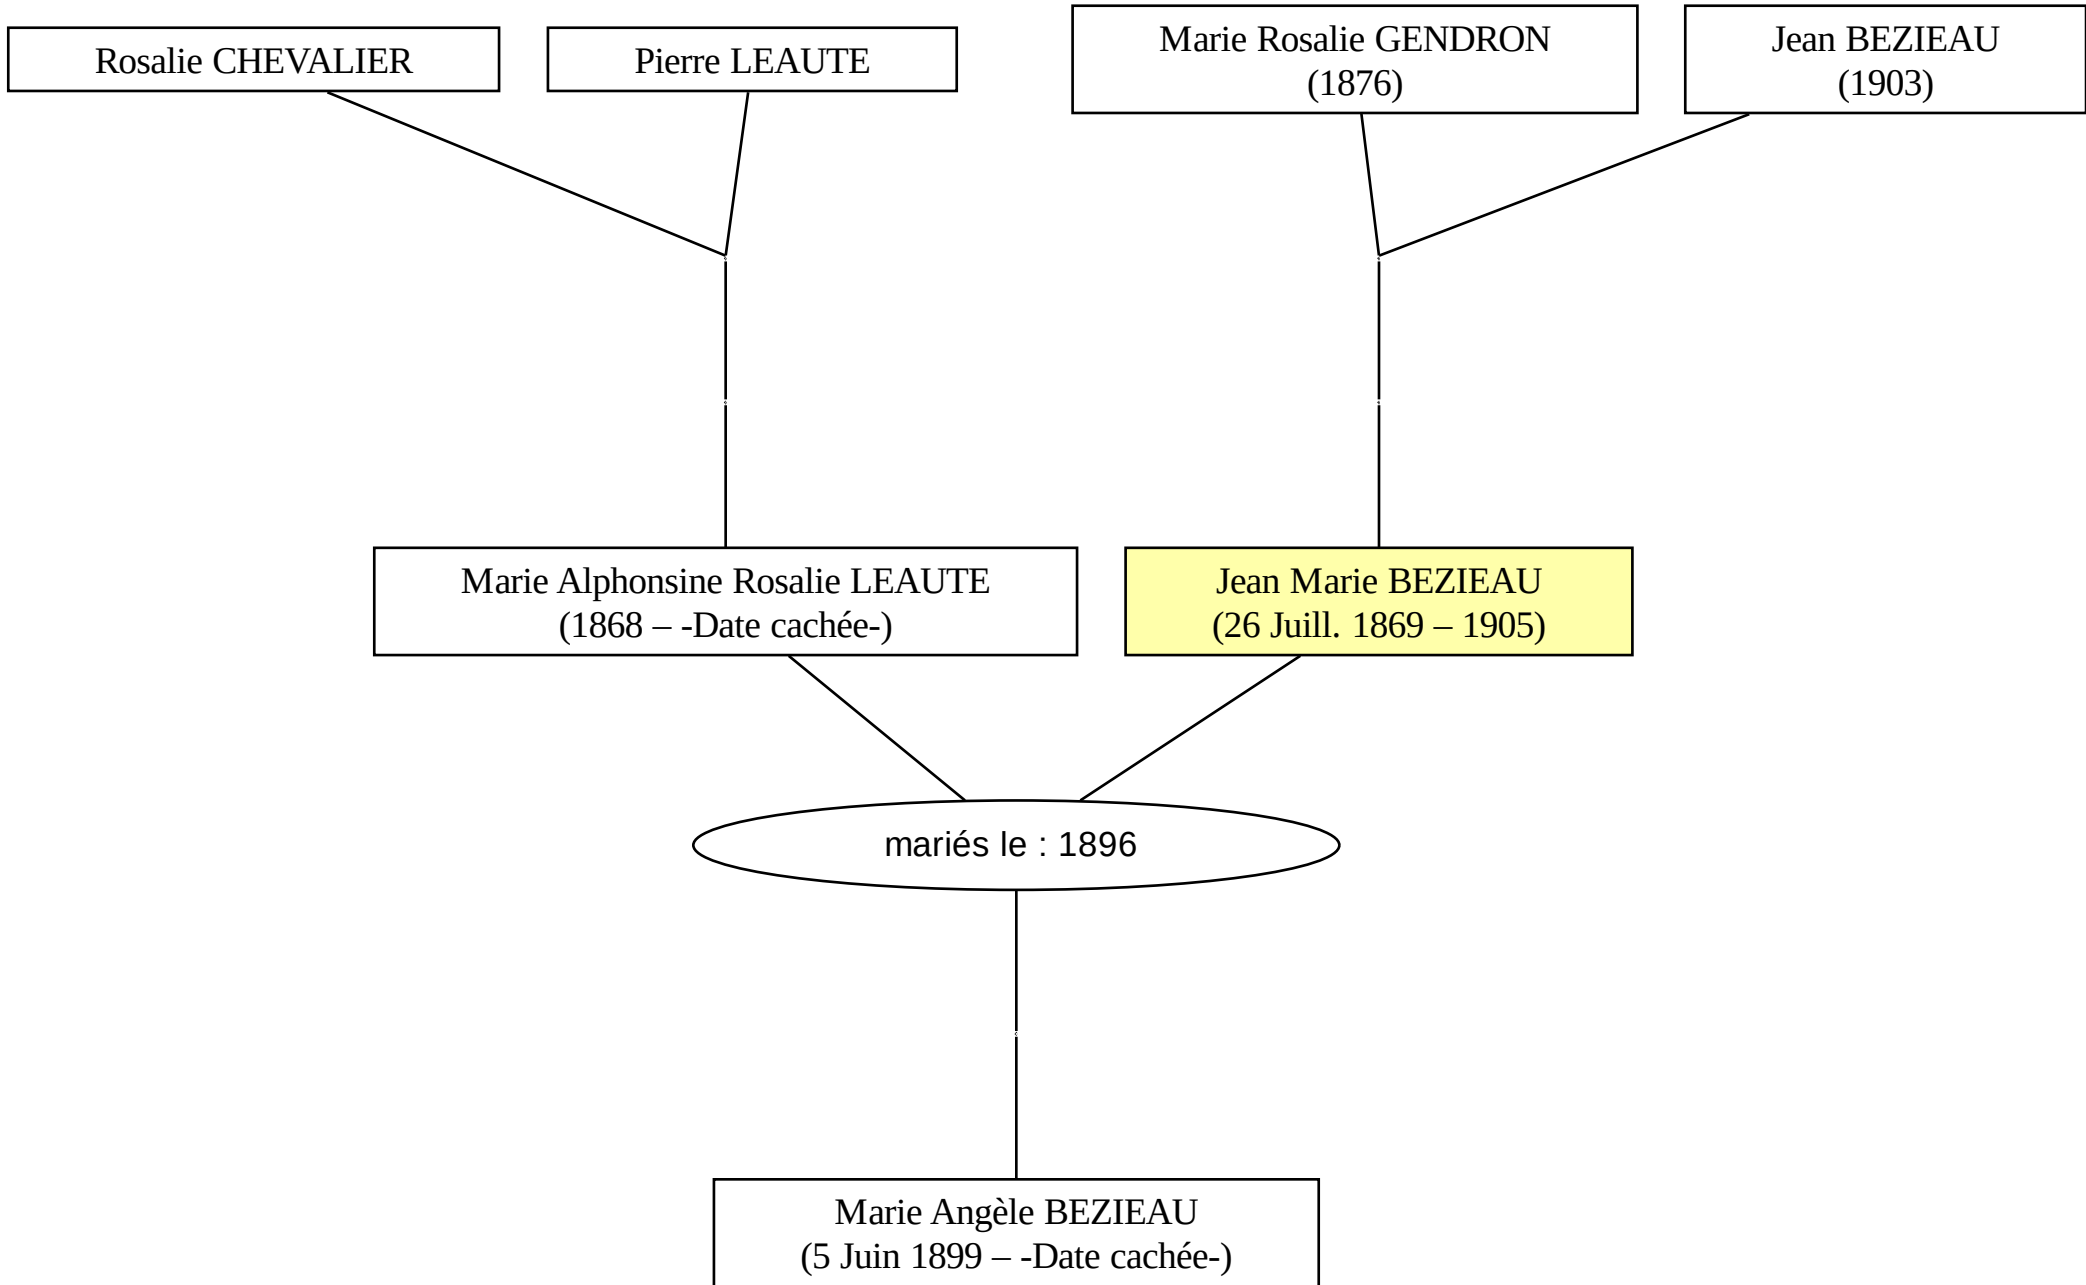 Rosalie CHEVALIER
Pierre LEAUTE
Marie Rosalie GENDRON
(1876)
Jean BEZIEAU
(1903)
Marie Alphonsine Rosalie LEAUTE
(1868 – -Date cachée-)
Jean Marie BEZIEAU
(26 Juill. 1869 – 1905)
mariés le : 1896
Marie Angèle BEZIEAU
(5 Juin 1899 – -Date cachée-)